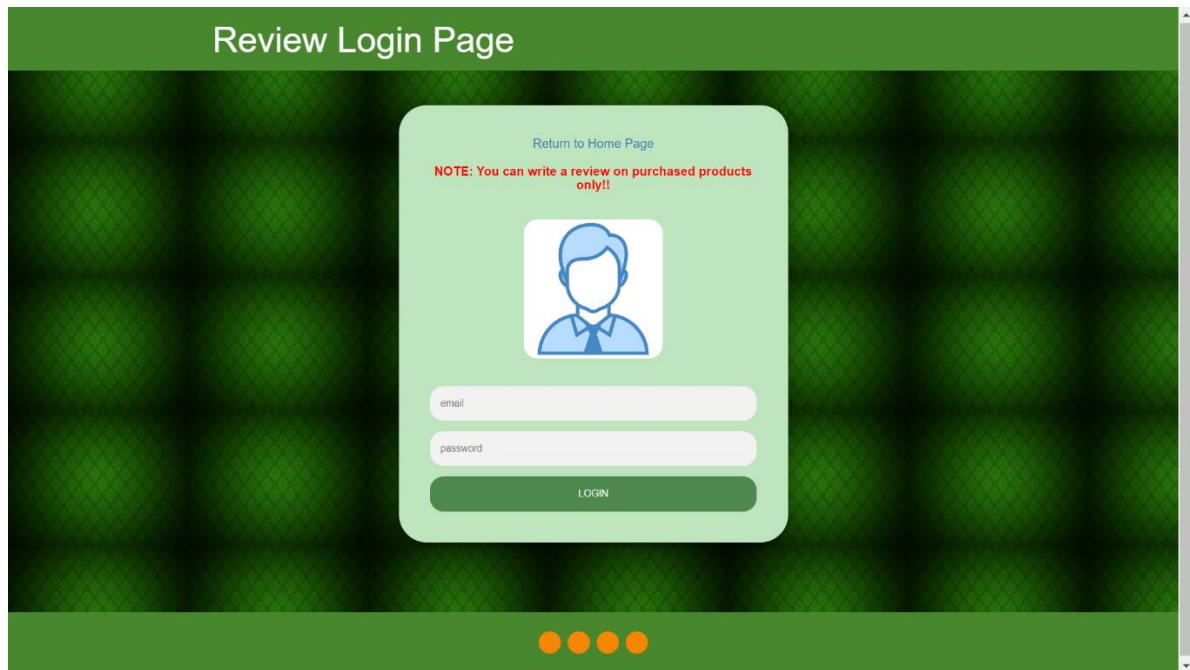 Review Login Page
Return to Home Page
NOTE: You can write a review on purchased products
only!!
email
password
LOGIN